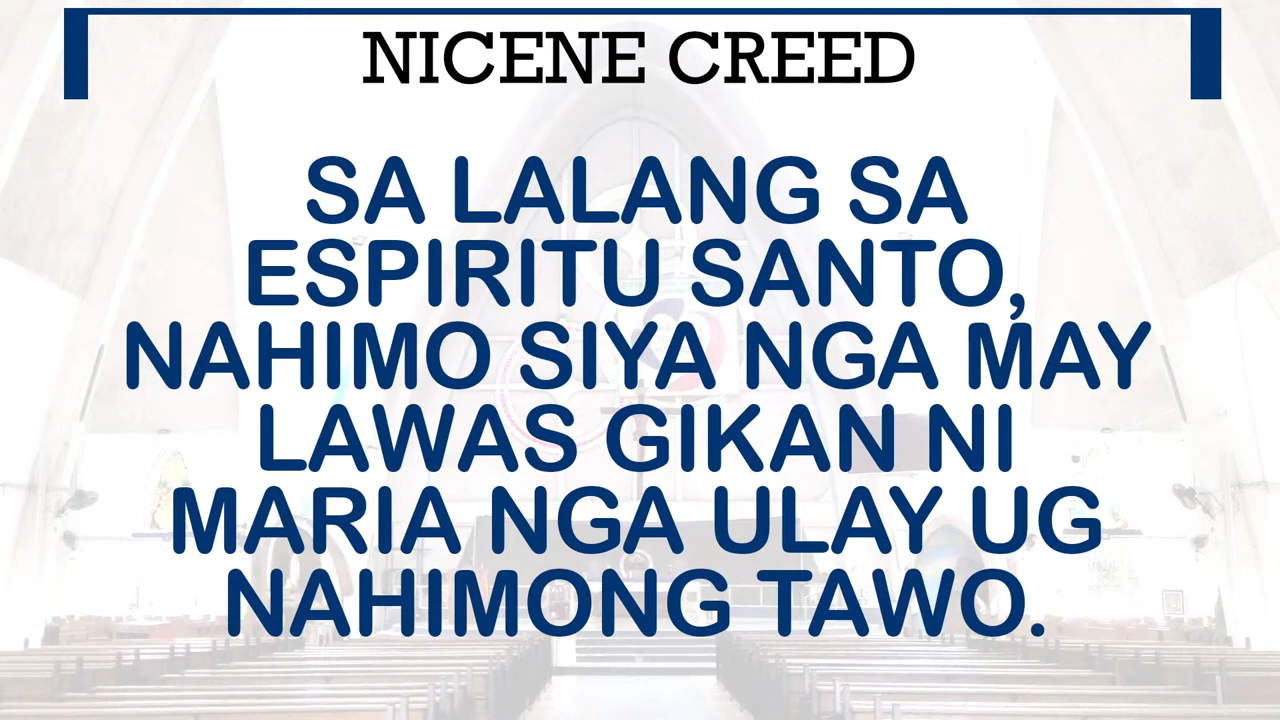 NICENE CREED
SA LALANG SA
ESPIRITU SANTO,
NAHIMO SIYA NGA MAY
LAWAS GIKAN NI
MARIA NGA ULAY UG
NAHIMONG TAWO.